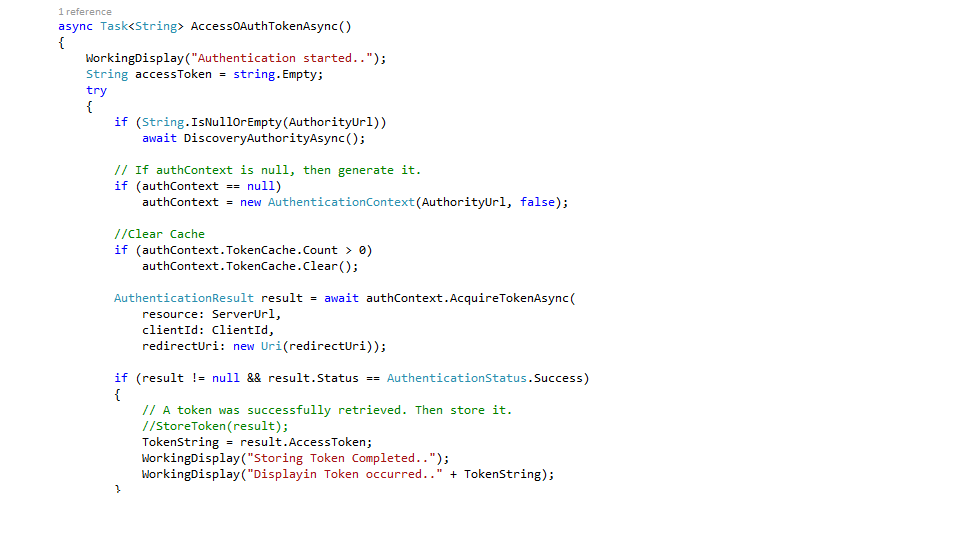 1 reference
async Task<String> AccessOAuthTokenAsync()
{
    WorkingDisplay("Authentication started..");
    String accessToken = string.Empty;
    try
    {
        if (String.IsNullOrEmpty(AuthorityUrl))
            await DiscoveryAuthorityAsync();

        // If authContext is null, then generate it.
        if (authContext == null)
            authContext = new AuthenticationContext(AuthorityUrl, false);

        //Clear Cache
        if (authContext.TokenCache.Count > 0)
            authContext.TokenCache.Clear();

        AuthenticationResult result = await authContext.AcquireTokenAsync(
            resource: ServerUrl,
            clientId: ClientId,
            redirectUri: new Uri(redirectUri));

        if (result != null && result.Status == AuthenticationStatus.Success)
        {
            // A token was successfully retrieved. Then store it.
            //StoreToken(result);
            TokenString = result.AccessToken;
            WorkingDisplay("Storing Token Completed..");
            WorkingDisplay("Displayin Token occurred.." + TokenString);
        }